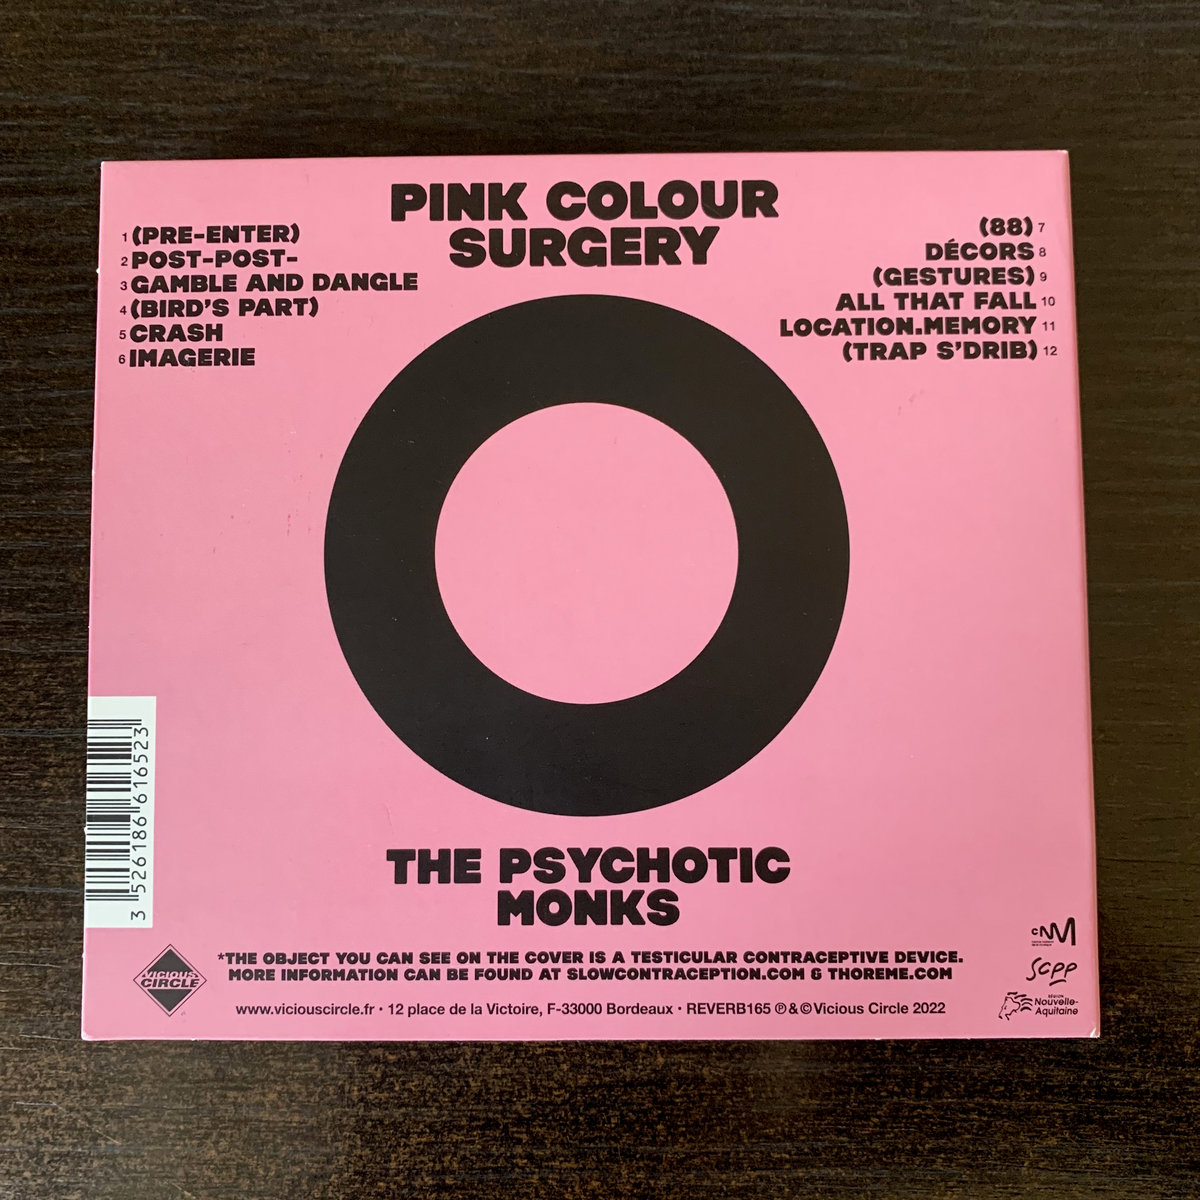 PINK COLOUR
SURGERY
1 (PRE-ENTER)
2 POST-POST-
3 GAMBLE AND DANGLE
4 (BIRD'S PART)
5 CRASH
6 IMAGERIE
(88) 7
DÉCORS 8
(GESTURES) 9
ALL THAT FALL 10
LOCATION.MEMORY 11
(TRAP S'DRIB) 12
3 526186 616523
THE PSYCHOTIC
MONKS
*THE OBJECT YOU CAN SEE ON THE COVER IS A TESTICULAR CONTRACEPTIVE DEVICE.
MORE INFORMATION CAN BE FOUND AT SLOWCONTRACEPTION.COM & THOREME.COM
www.viciouscircle.fr · 12 place de la Victoire, F-33000 Bordeaux · REVERB165 ℗&©Vicious Circle 2022
VICIOUS
CIRCLE
CNM
SCPP
RÉGION
Nouvelle-
Aquitaine